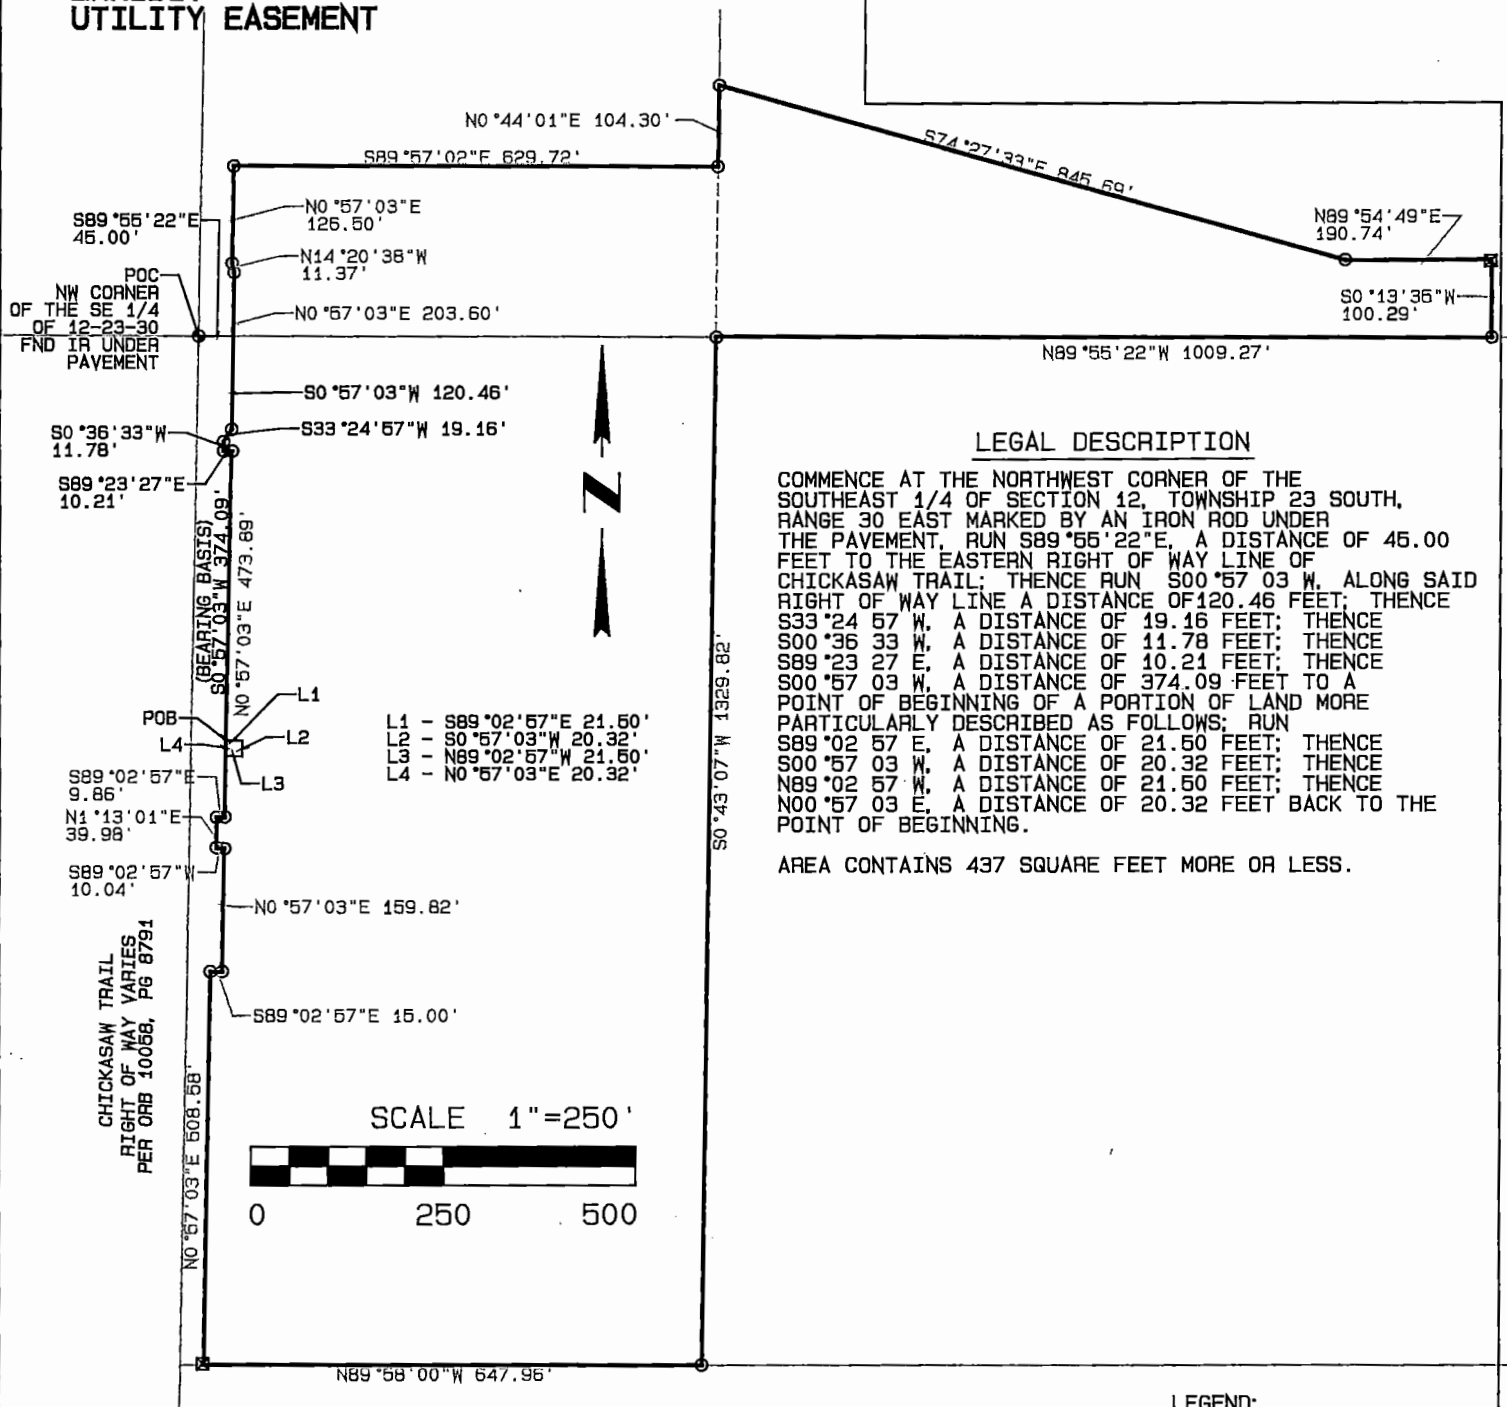 UTILITY EASEMENT
N0°44'01"E 104.30'
S89°57'02"E 629.72'
S74°27'33"E 845.69'
N89°54'49"E
190.74'
S0°13'36"W
100.29'
N89°55'22"W 1009.27'
S89°55'22"E
45.00'
N0°57'03"E
126.50'
N14°20'38"W
11.37'
POC
NW CORNER
OF THE SE 1/4
OF 12-23-30
FND IR UNDER
PAVEMENT
N0°57'03"E 203.60'
S0°57'03"W 120.46'
S33°24'57"W 19.16'
S0°36'33"W
11.78'
S89°23'27"E
10.21'
(BEARING BASIS)
S0°57'03"W 374.09'
N0°57'03"E 473.89'
N
S0°43'07"W 1329.82'
L1
POB
L4
L2
L3
L1 - S89°02'57"E 21.50'
L2 - S0°57'03"W 20.32'
L3 - N89°02'57"W 21.50'
L4 - N0°57'03"E 20.32'
S89°02'57"E
9.86'
N1°13'01"E
39.98'
S89°02'57"W
10.04'
N0°57'03"E 159.82'
S89°02'57"E 15.00'
CHICKASAW TRAIL
RIGHT OF WAY VARIES
PER ORB 10058, PG 8791
N0°57'03"E 508.58'
SCALE 1"=250'
0 250 500
N89°58'00"W 647.96'
LEGAL DESCRIPTION
COMMENCE AT THE NORTHWEST CORNER OF THE
SOUTHEAST 1/4 OF SECTION 12, TOWNSHIP 23 SOUTH,
RANGE 30 EAST MARKED BY AN IRON ROD UNDER
THE PAVEMENT, RUN S89°55'22"E, A DISTANCE OF 45.00
FEET TO THE EASTERN RIGHT OF WAY LINE OF
CHICKASAW TRAIL; THENCE RUN S00°57 03 W, ALONG SAID
RIGHT OF WAY LINE A DISTANCE OF120.46 FEET; THENCE
S33°24 57 W, A DISTANCE OF 19.16 FEET; THENCE
S00°36 33 W, A DISTANCE OF 11.78 FEET; THENCE
S89°23 27 E, A DISTANCE OF 10.21 FEET; THENCE
S00°57 03 W, A DISTANCE OF 374.09 FEET TO A
POINT OF BEGINNING OF A PORTION OF LAND MORE
PARTICULARLY DESCRIBED AS FOLLOWS; RUN
S89°02 57 E, A DISTANCE OF 21.50 FEET; THENCE
S00°57 03 W, A DISTANCE OF 20.32 FEET; THENCE
N89°02 57 W, A DISTANCE OF 21.50 FEET; THENCE
N00°57 03 E, A DISTANCE OF 20.32 FEET BACK TO THE
POINT OF BEGINNING.
AREA CONTAINS 437 SQUARE FEET MORE OR LESS.
LEGEND: